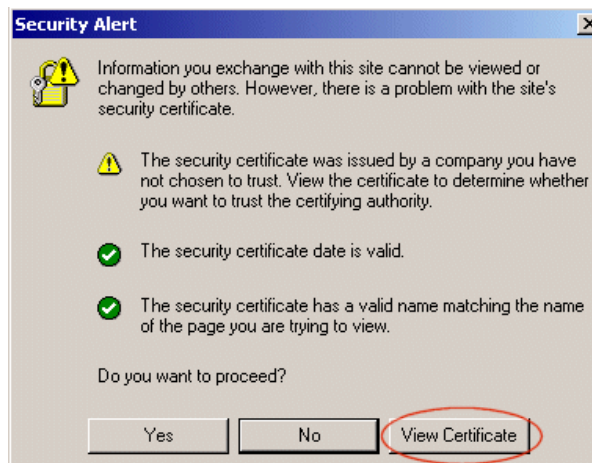 Security Alert
Information you exchange with this site cannot be viewed or
changed by others. However, there is a problem with the site's
security certificate.
The security certificate was issued by a company you have
not chosen to trust. View the certificate to determine whether
you want to trust the certifying authority.
The security certificate date is valid.
The security certificate has a valid name matching the name
of the page you are trying to view.
Do you want to proceed?
Yes No View Certificate